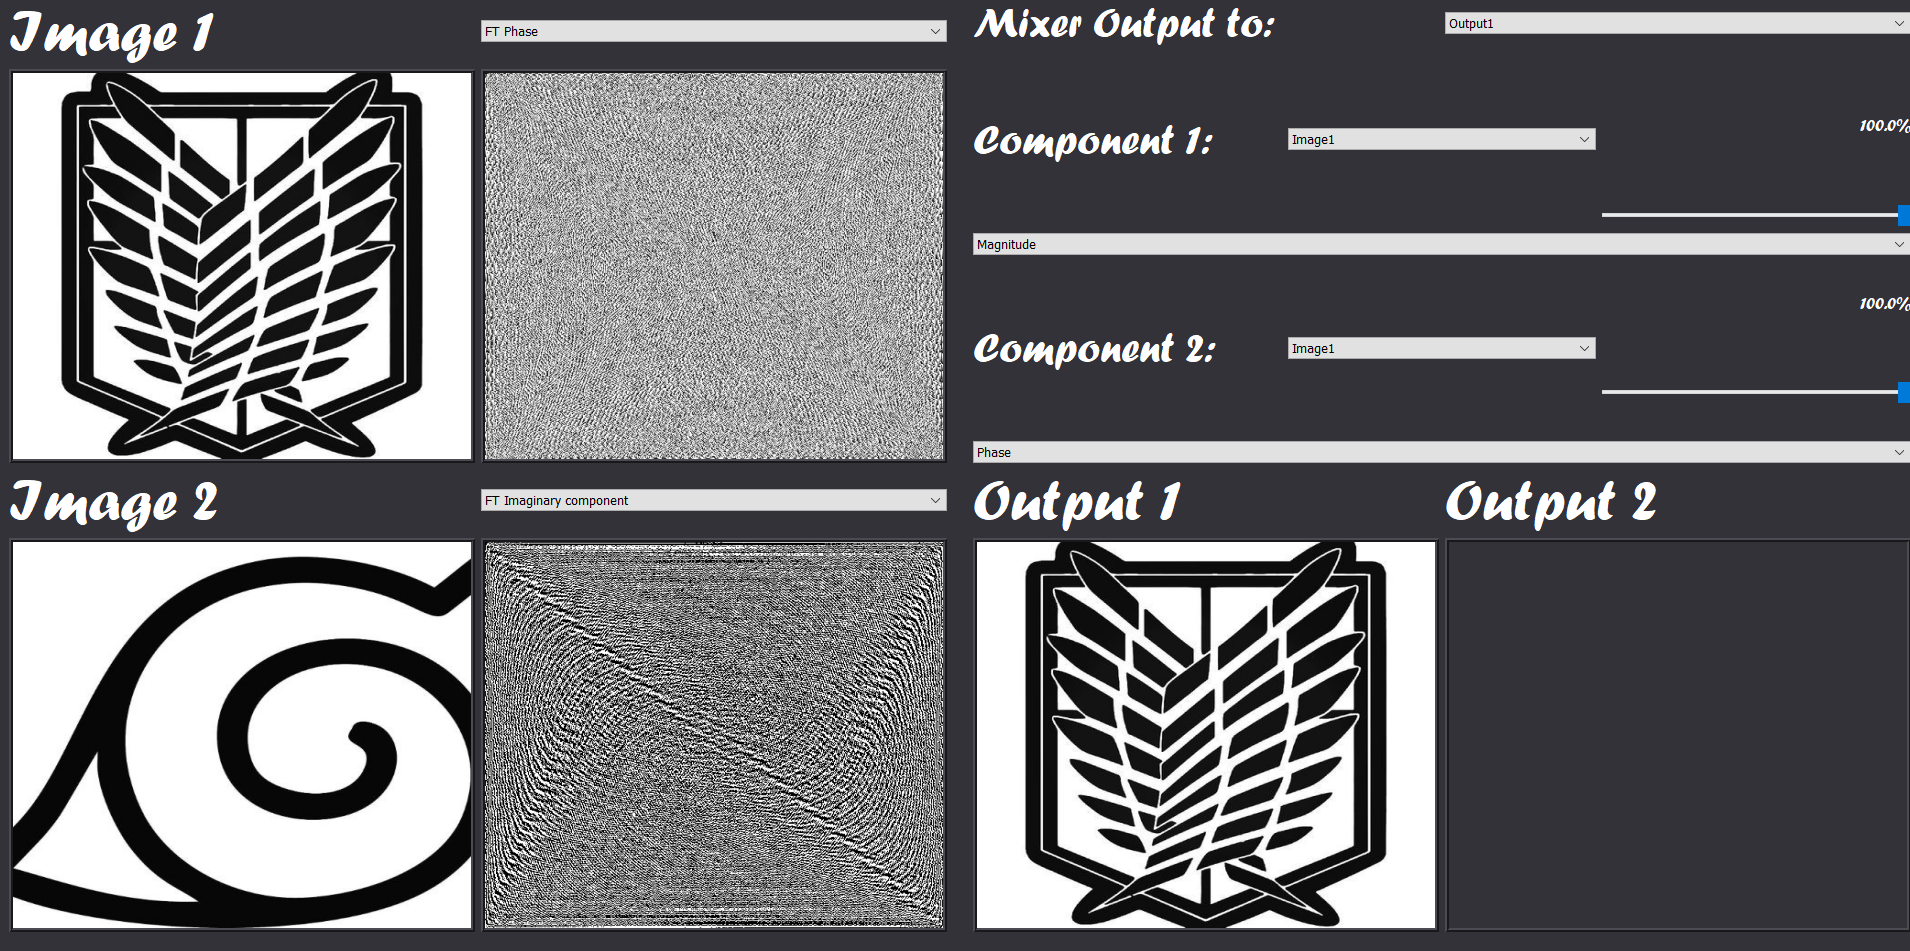 Image 1
FT Phase
Mixer Output to:
Output1
Component 1:
Image1
100.0%
Magnitude
100.0%
Component 2:
Image1
Phase
Image 2
FT Imaginary component
Output 1
Output 2